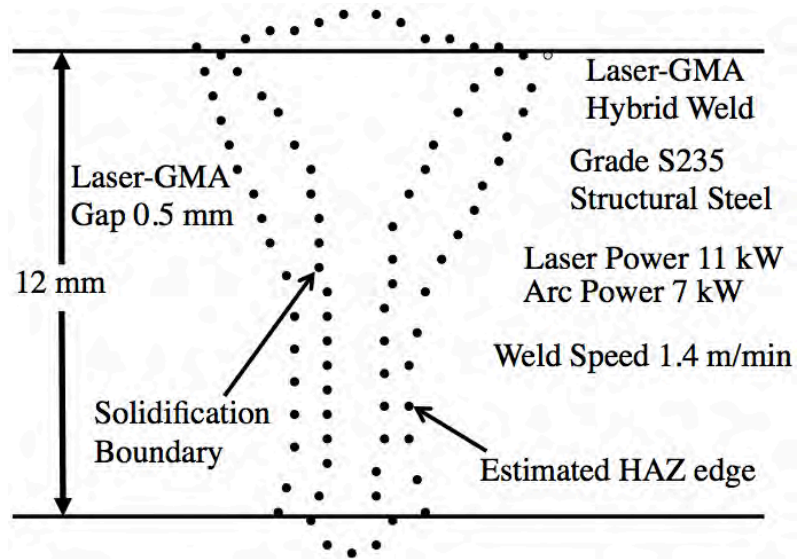 Laser-GMA
Hybrid Weld
Grade S235
Structural Steel
Laser-GMA
Gap 0.5 mm
12 mm
Laser Power 11 kW
Arc Power 7 kW
Weld Speed 1.4 m/min
Solidification
Boundary
Estimated HAZ edge